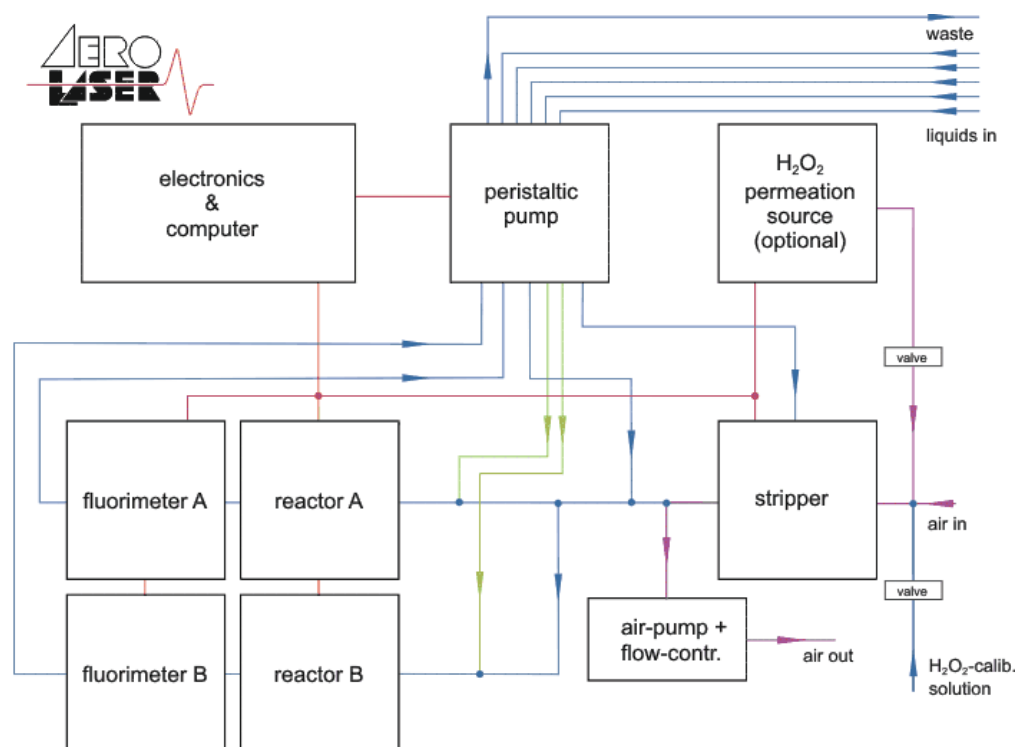 AERO
LASER
waste
liquids in
electronics
&
computer
peristaltic
pump
H₂O₂
permeation
source
(optional)
valve
fluorimeter A
reactor A
stripper
air in
valve
fluorimeter B
reactor B
air-pump +
flow-contr.
air out
H₂O₂-calib.
solution